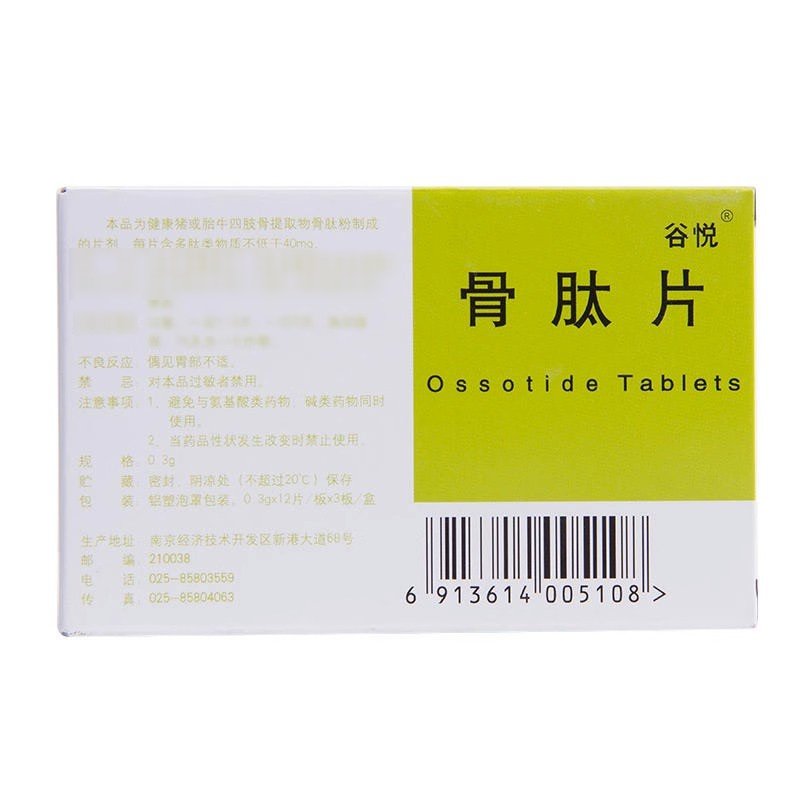 本品为健康猪或胎牛四肢骨提取物骨肽粉制成
的片剂。每片含多肽类物质不低于40mg。
不良反应: 偶见胃部不适。
禁 忌: 对本品过敏者禁用。
注意事项: 1、避免与氨基酸类药物、碱类药物同时
使用。
2、当药品性状发生改变时禁止使用。
规 格: 0.3g
贮 藏: 密封，阴凉处（不超过20℃）保存
包 装: 铝塑泡罩包装。0.3g×12片/板×3板/盒
生产地址: 南京经济技术开发区新港大道68号
邮 编: 210038
电 话: 025-85803559
传 真: 025-85804063
谷悦®
骨肽片
Ossotide Tablets
6 913614 005108 >